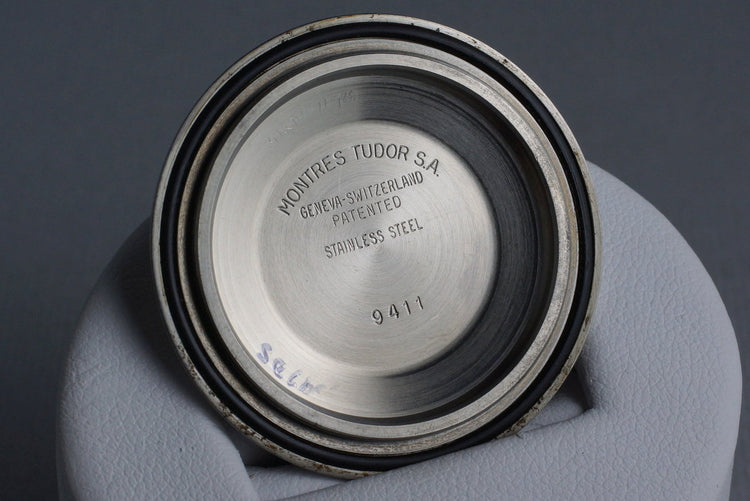 MONTRES TUDOR S.A.
GENEVA-SWITZERLAND
PATENTED
STAINLESS STEEL
9411